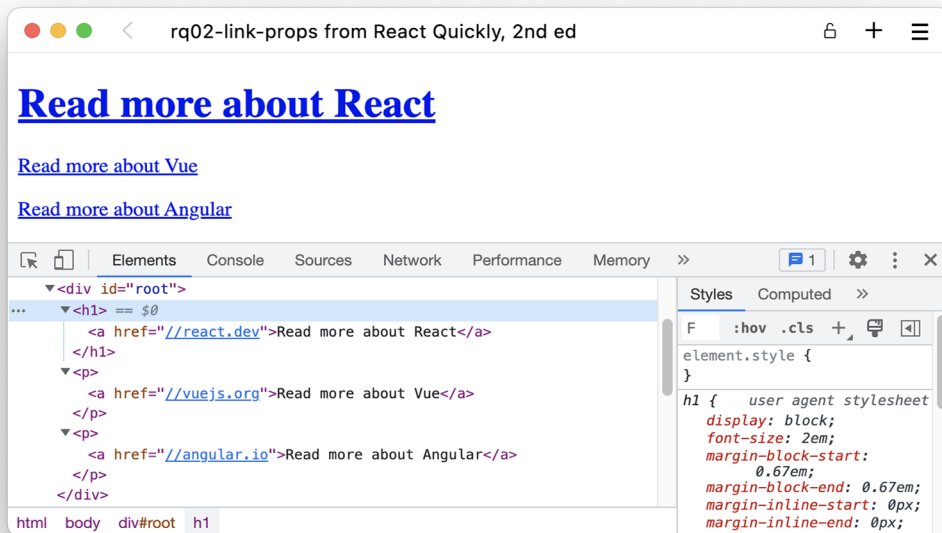 rq02-link-props from React Quickly, 2nd ed
Read more about React
Read more about Vue
Read more about Angular
Elements Console Sources Network Performance Memory » 1
<div id="root">
... <h1> == $0
<a href="//react.dev">Read more about React</a>
</h1>
<p>
<a href="//vuejs.org">Read more about Vue</a>
</p>
<p>
<a href="//angular.io">Read more about Angular</a>
</p>
</div>
html body div#root h1
Styles Computed »
F :hov .cls +
element.style {
}
h1 { user agent stylesheet
display: block;
font-size: 2em;
margin-block-start:
0.67em;
margin-block-end: 0.67em;
margin-inline-start: 0px;
margin-inline-end: 0px;